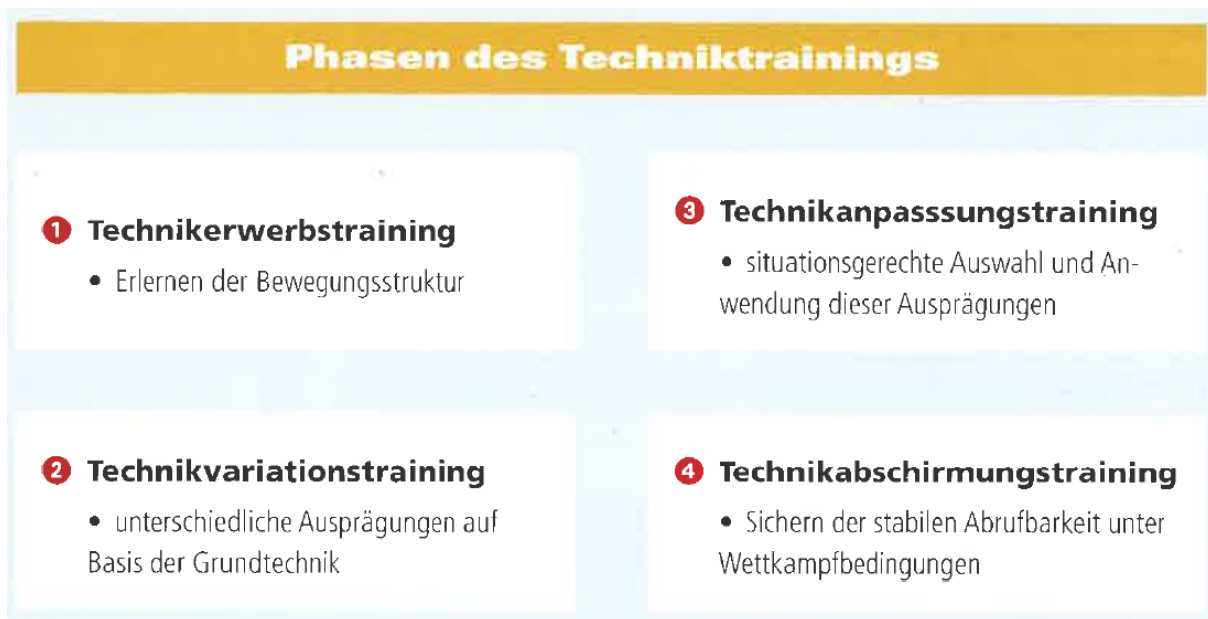 Phasen des Techniktrainings
1 Technikerwerbstraining
• Erlernen der Bewegungsstruktur
2 Technikvariationstraining
• unterschiedliche Ausprägungen auf
Basis der Grundtechnik
3 Technikanpasssungstraining
• situationsgerechte Auswahl und An-
wendung dieser Ausprägungen
4 Technikabschirmungstraining
• Sichern der stabilen Abrufbarkeit unter
Wettkampfbedingungen